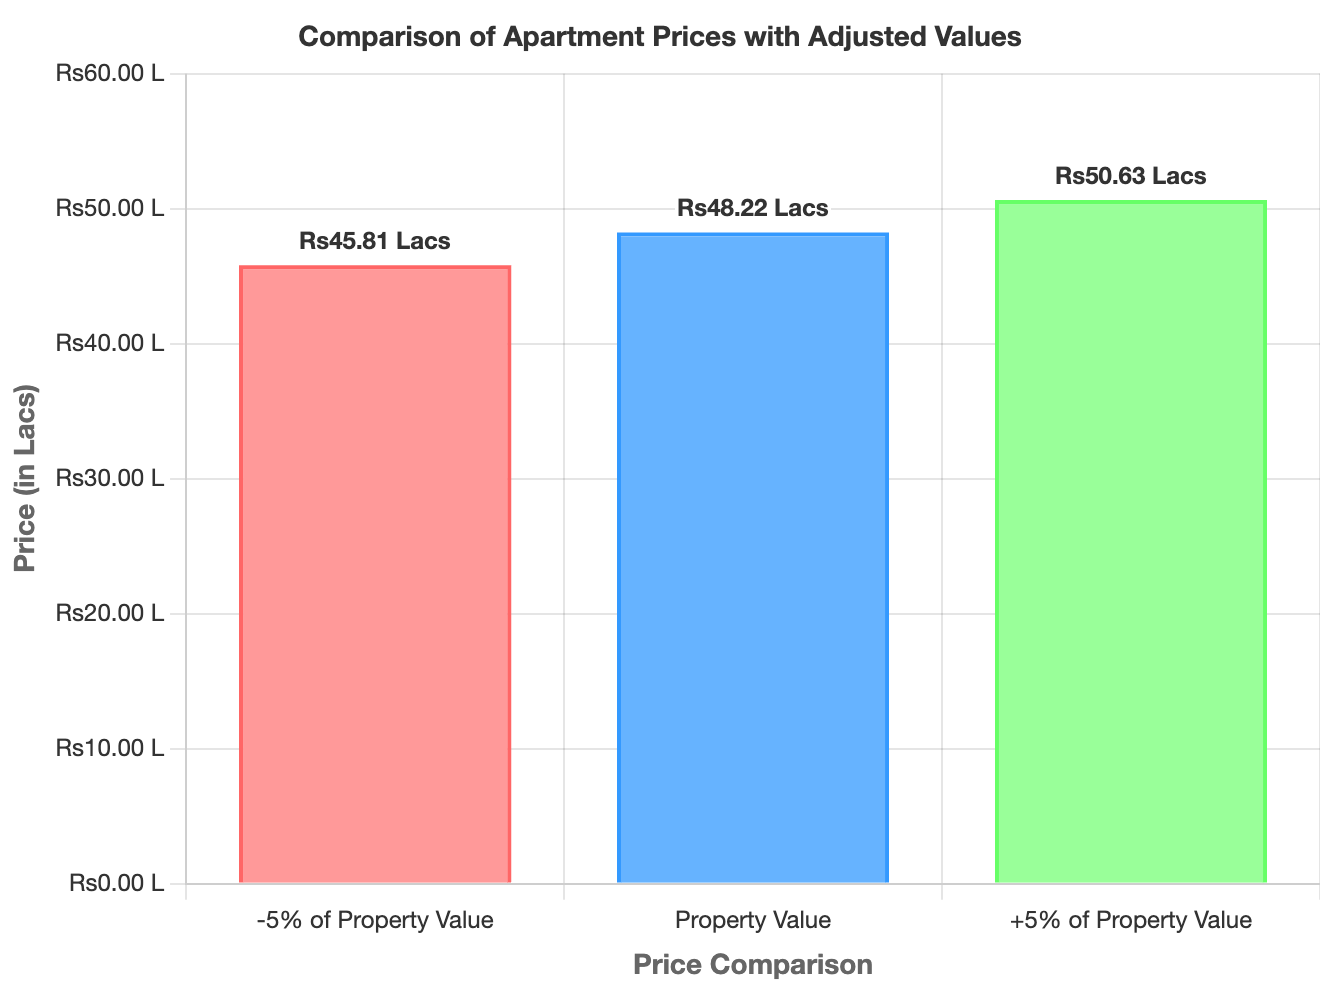 Comparison of Apartment Prices with Adjusted Values
Rs60.00 L
Rs50.00 L
Rs40.00 L
Rs30.00 L
Rs20.00 L
Rs10.00 L
Rs0.00 L
Price (in Lacs)
Rs45.81 Lacs
Rs48.22 Lacs
Rs50.63 Lacs
-5% of Property Value
Property Value
+5% of Property Value
Price Comparison